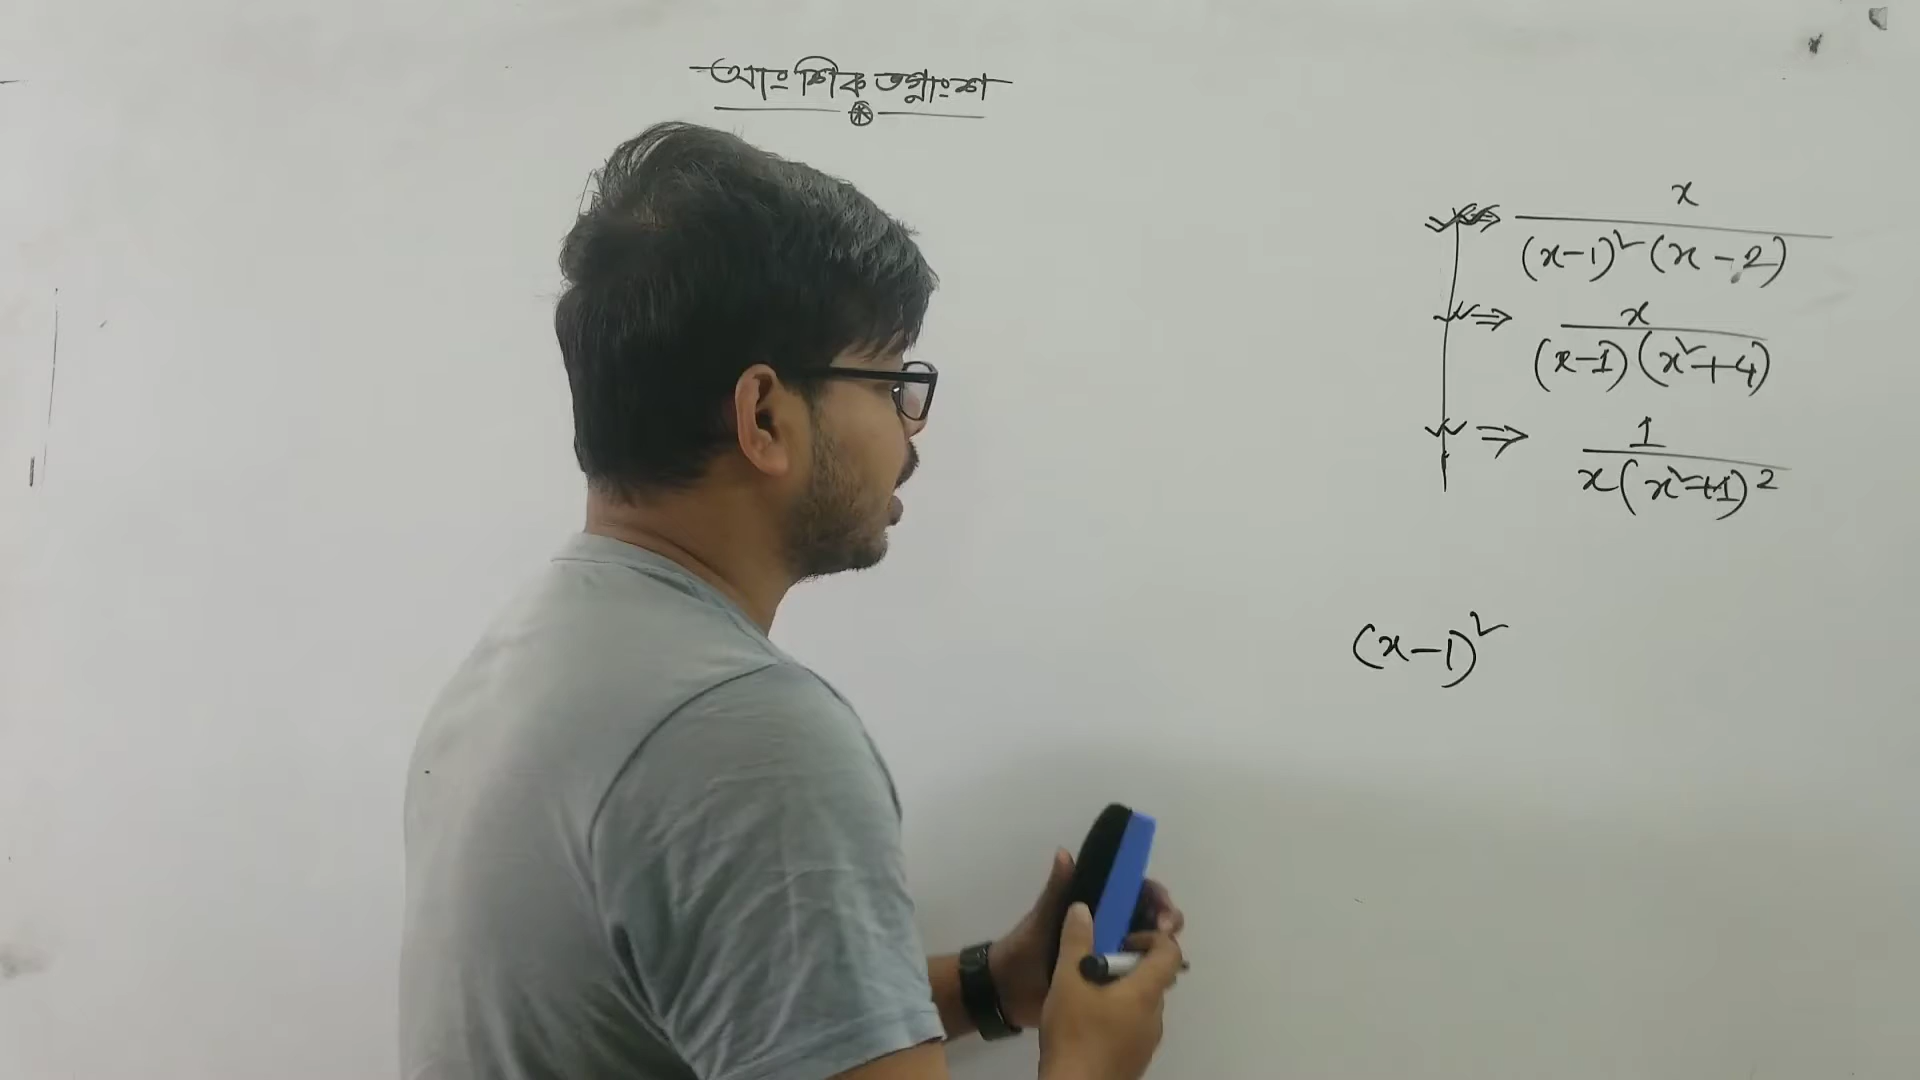 আংশিক ভগ্নাংশ
⇒ x / (x-1)² (x-2)
⇒ x / (x-1)(x²+4)
⇒ 1 / x(x²+1)²
(x-1)²